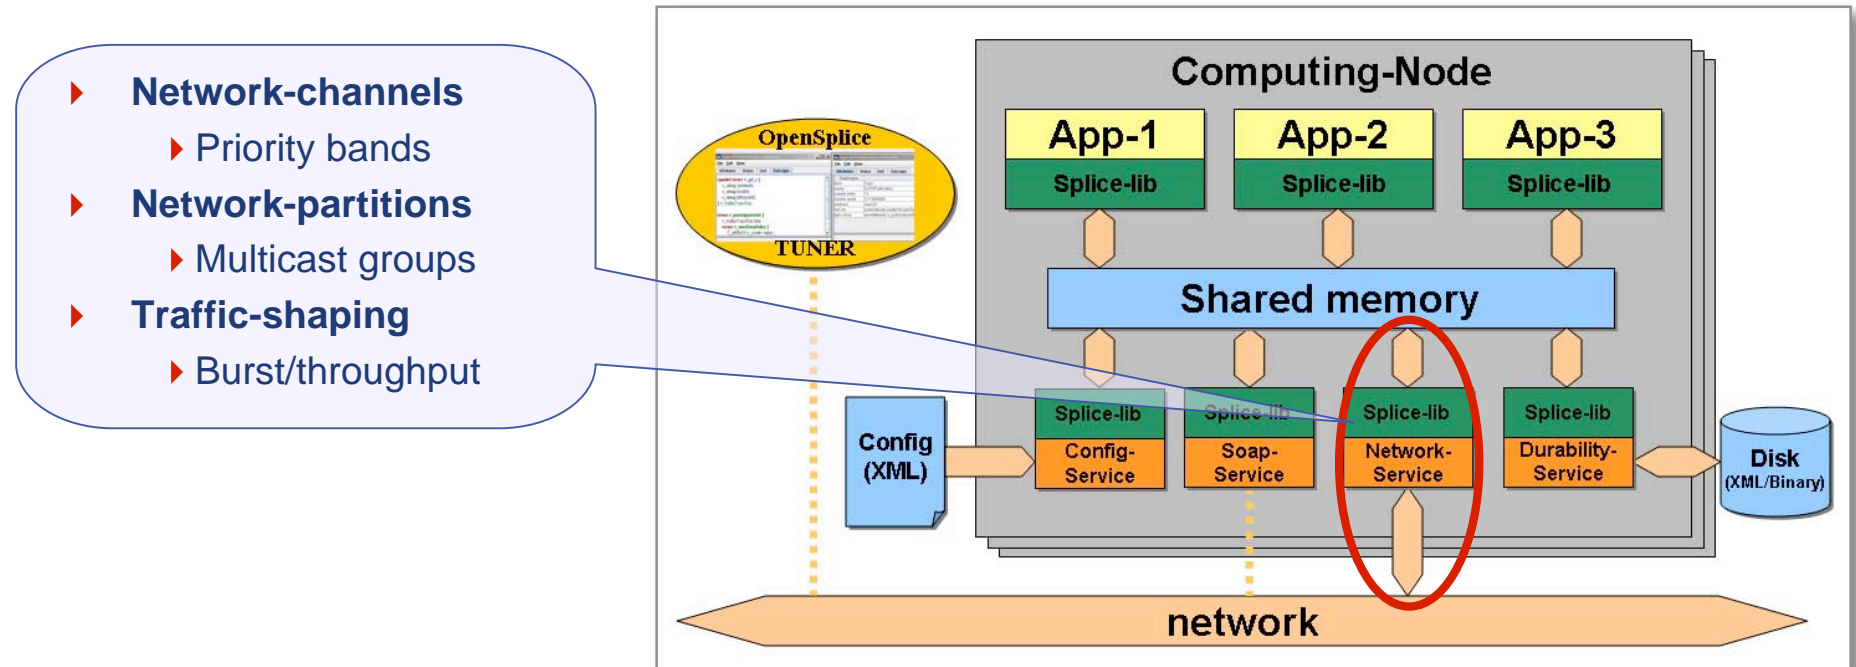 Network-channels
Priority bands
Network-partitions
Multicast groups
Traffic-shaping
Burst/throughput
OpenSplice
TUNER
Computing-Node
App-1
App-2
App-3
Splice-lib
Splice-lib
Splice-lib
Shared memory
Splice-lib
Splice-lib
Splice-lib
Splice-lib
Config-
Service
Soap-
Service
Network-
Service
Durability-
Service
Config
(XML)
Disk
(XML/Binary)
network